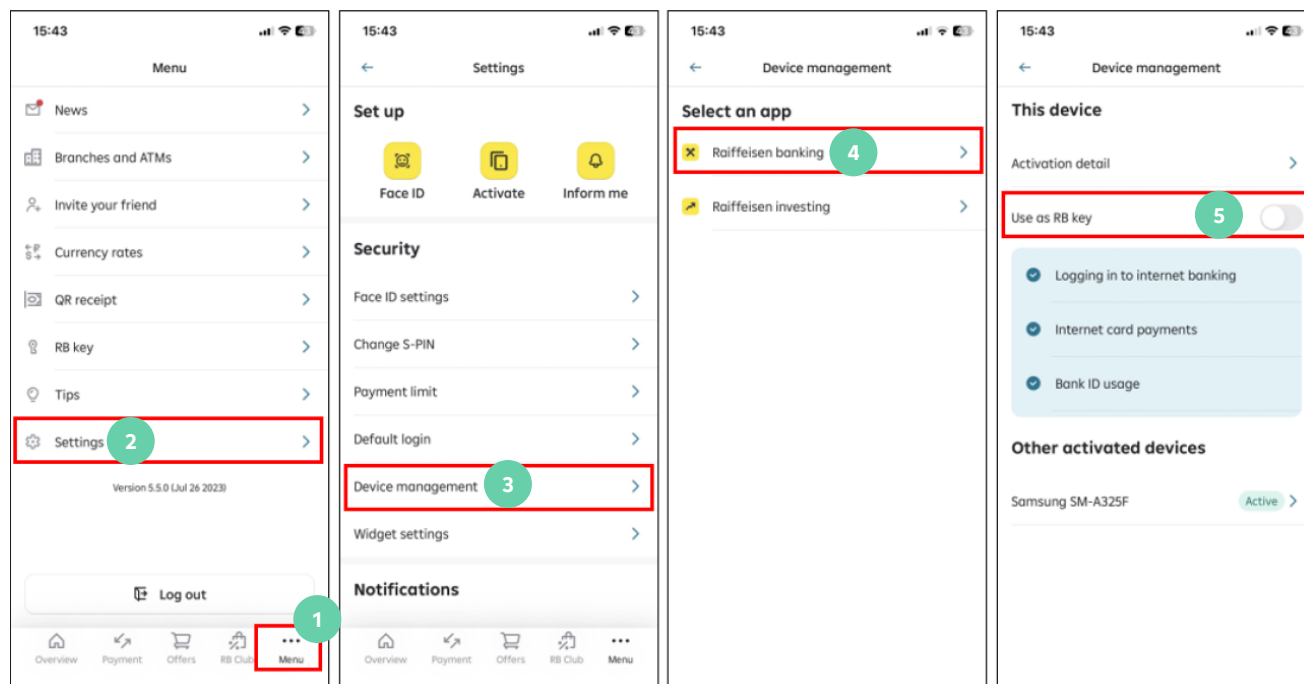 15:43
Menu
News
Branches and ATMs
Invite your friend
Currency rates
QR receipt
RB key
Tips
Settings
2
Version 5.5.0 (Jul 26 2023)
Log out
1
Overview
Payment
Offers
RB Club
Menu
15:43
Settings
Set up
Face ID
Activate
Inform me
Security
Face ID settings
Change S-PIN
Payment limit
Default login
Device management
3
Widget settings
Notifications
Overview
Payment
Offers
RB Club
Menu
15:43
Device management
Select an app
Raiffeisen banking
4
Raiffeisen investing
15:43
Device management
This device
Activation detail
Use as RB key
5
Logging in to internet banking
Internet card payments
Bank ID usage
Other activated devices
Samsung SM-A325F
Active